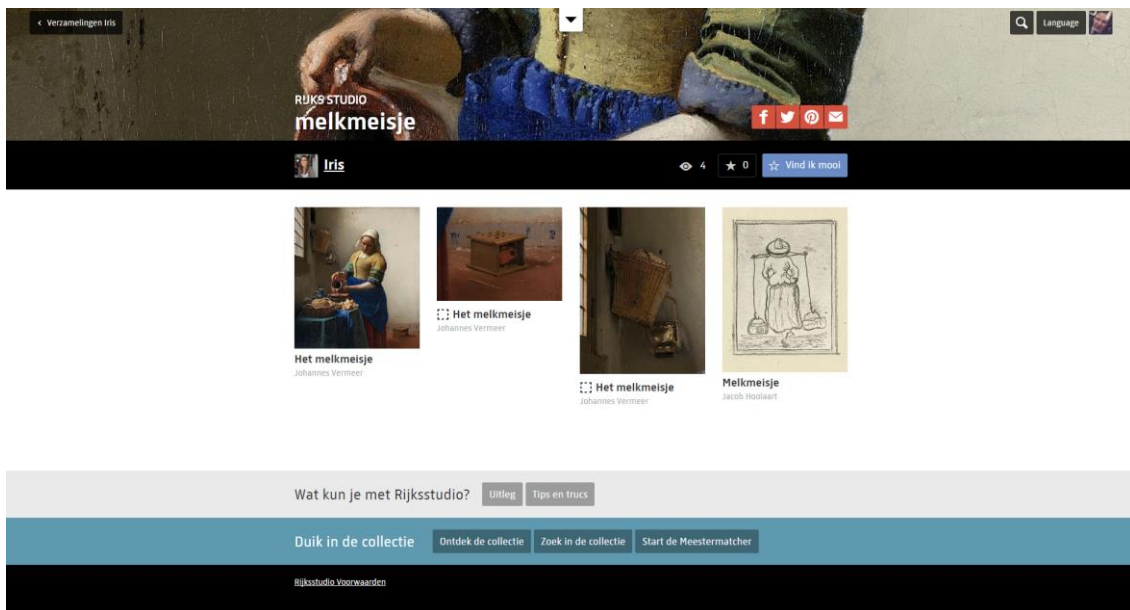 ‹ Verzamelingen Iris
Language
RIJKS STUDIO
melkmeisje
Iris
4
0
Vind ik mooi
Het melkmeisje
Johannes Vermeer
Het melkmeisje
Johannes Vermeer
Het melkmeisje
Johannes Vermeer
Melkmeisje
Jacob Hoolaart
Wat kun je met Rijksstudio?
Uitleg
Tips en trucs
Duik in de collectie
Ontdek de collectie
Zoek in de collectie
Start de Meestermatcher
Rijksstudio Voorwaarden